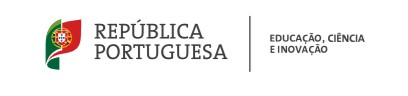 REPÚBLICA
PORTUGUESA
EDUCAÇÃO, CIÊNCIA
E INOVAÇÃO